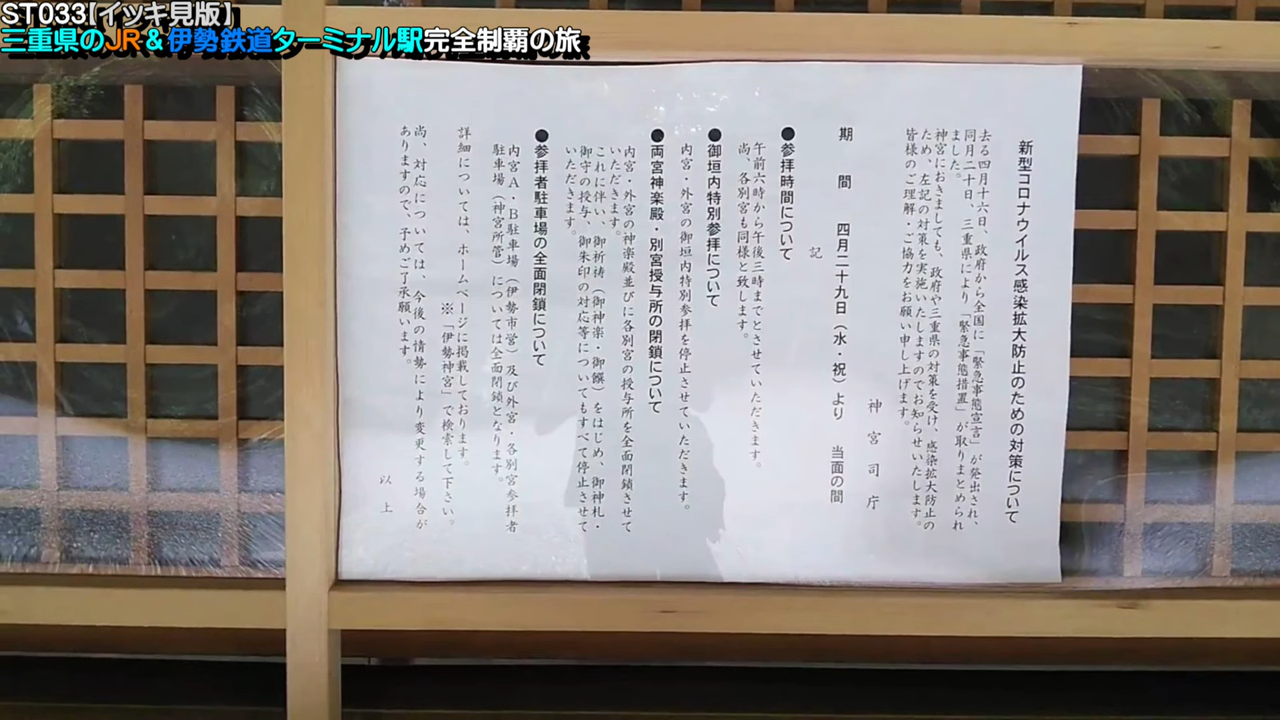 ST033【イッキ見版】
三重県のJR＆伊勢鉄道ターミナル駅完全制覇の旅
新型コロナウイルス感染拡大防止のための対策について
去る四月十六日、政府から全国に「緊急事態宣言」が発出され、
同月二十日、三重県により「緊急事態措置」が取りまとめられ
ました。
神宮におきましても、政府や三重県の対策を受け、感染拡大防止の
ため、左記の対策を実施いたしますのでお知らせいたします。
皆様のご理解・ご協力をお願い申し上げます。
神宮司庁
期　間　四月二十九日（水・祝）より　当面の間
記
●参拝時間について
午前六時から午後三時までとさせていただきます。
尚、各別宮も同様と致します。
●御垣内特別参拝について
内宮・外宮の御垣内特別参拝を停止させていただきます。
●両宮神楽殿・別宮授与所の閉鎖について
内宮・外宮の神楽殿並びに各別宮の授与所を全面閉鎖させて
いただきます。
これに伴い、御祈祷（御神楽・御饌）をはじめ、御神札・
御守の授与、御朱印の対応等についてもすべて停止させて
いただきます。
●参拝者駐車場の全面閉鎖について
内宮Ａ・Ｂ駐車場（伊勢市営）及び外宮・各別宮参拝者
駐車場（神宮所管）については全面閉鎖となります。
詳細については、ホームページに掲載しております。
※「伊勢神宮」で検索して下さい。
尚、対応については、今後の情勢により変更する場合が
ありますので、予めご了承願います。
以上